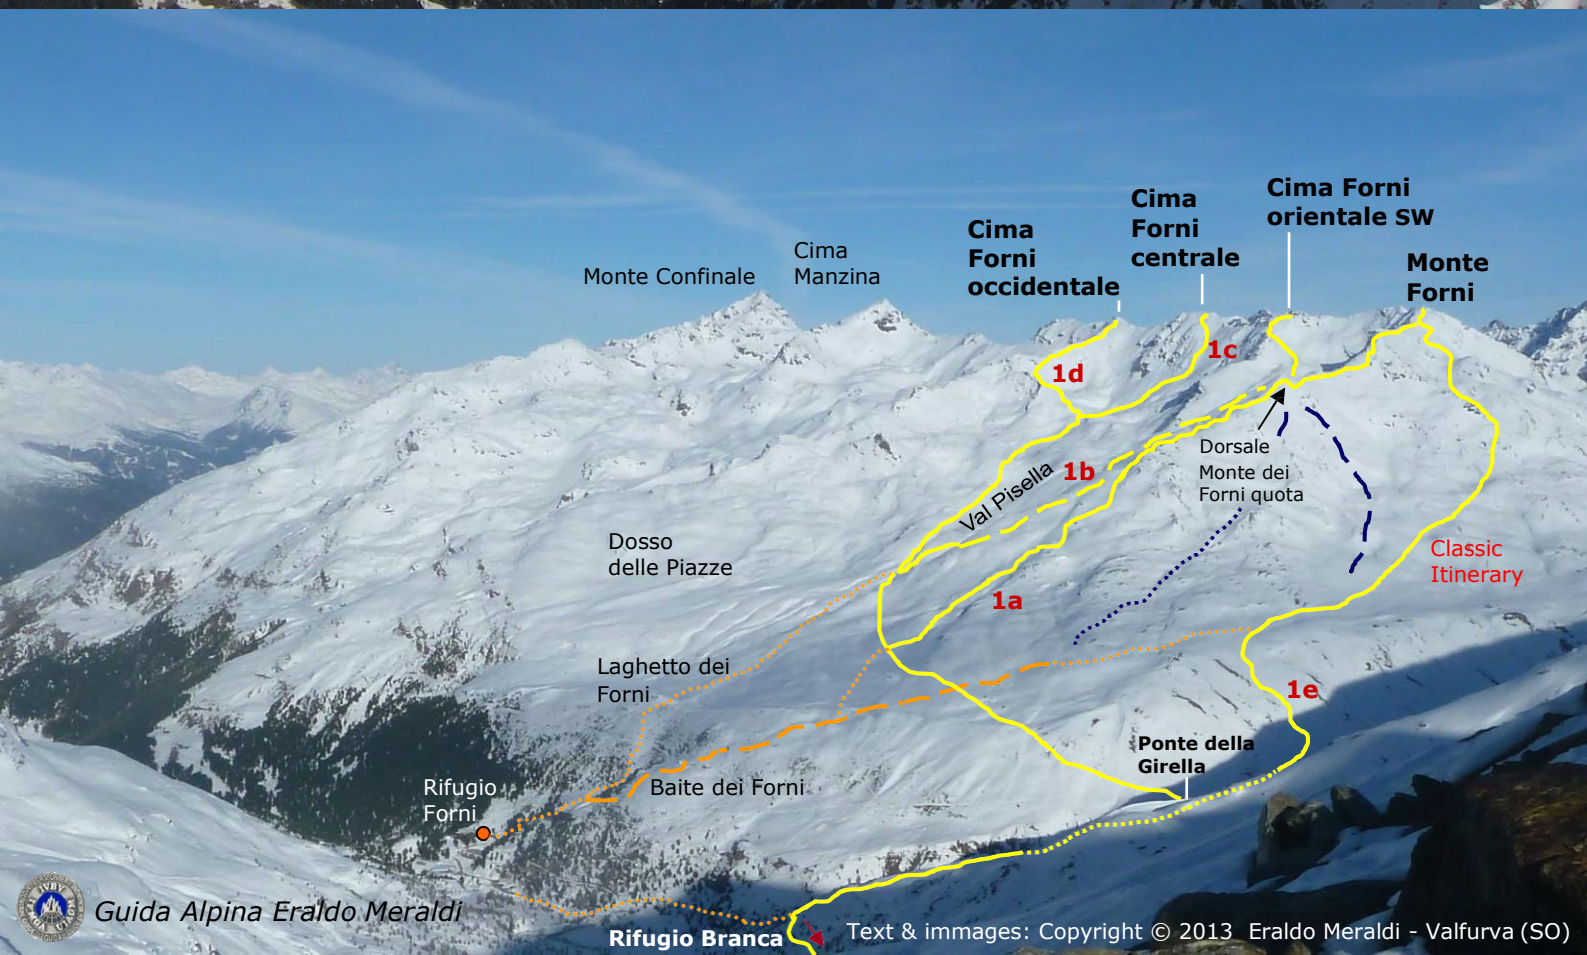 Cima Forni
orientale SW
Cima
Forni
centrale
Cima
Forni
occidentale
Monte
Forni
Cima
Manzina
Monte Confinale
1c
1d
Dorsale
Monte dei
Forni quota
1b
Val Pisella
Dosso
delle Piazze
Classic
Itinerary
1a
Laghetto dei
Forni
1e
Ponte della
Girella
Baite dei Forni
Rifugio
Forni
Guida Alpina Eraldo Meraldi
Rifugio Branca
Text & immages: Copyright © 2013 Eraldo Meraldi - Valfurva (SO)